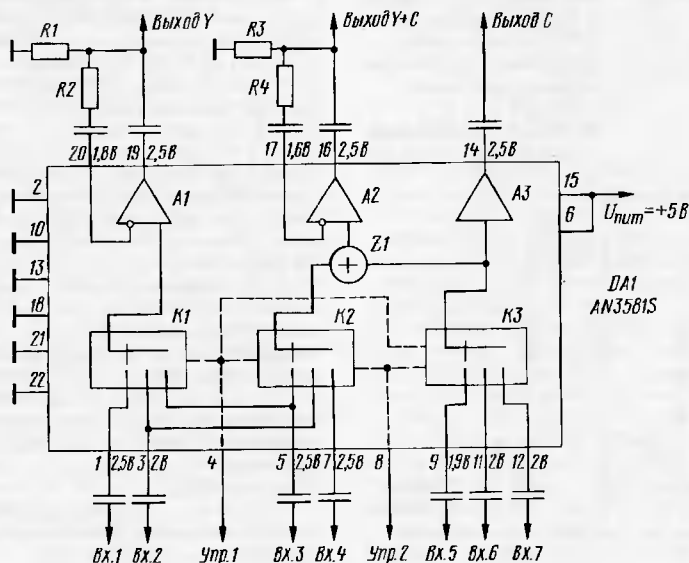 Выход Y
Выход Y+C
Выход C
R1
R2
R3
R4
20 1,8В 19 2,5В
17 1,6В 16 2,5В
14 2,5В
2
10
13
18
21
22
A1
A2
A3
Z1
15
6
Uпит=+5В
DA1
AN3581S
K1
K2
K3
1 2,5В 3 2В 4 5 2,5В 7 2,5В 8 9 1,9В 11 2В 12 2В
Вх.1 Вх.2 Упр.1 Вх.3 Вх.4 Упр.2 Вх.5 Вх.6 Вх.7